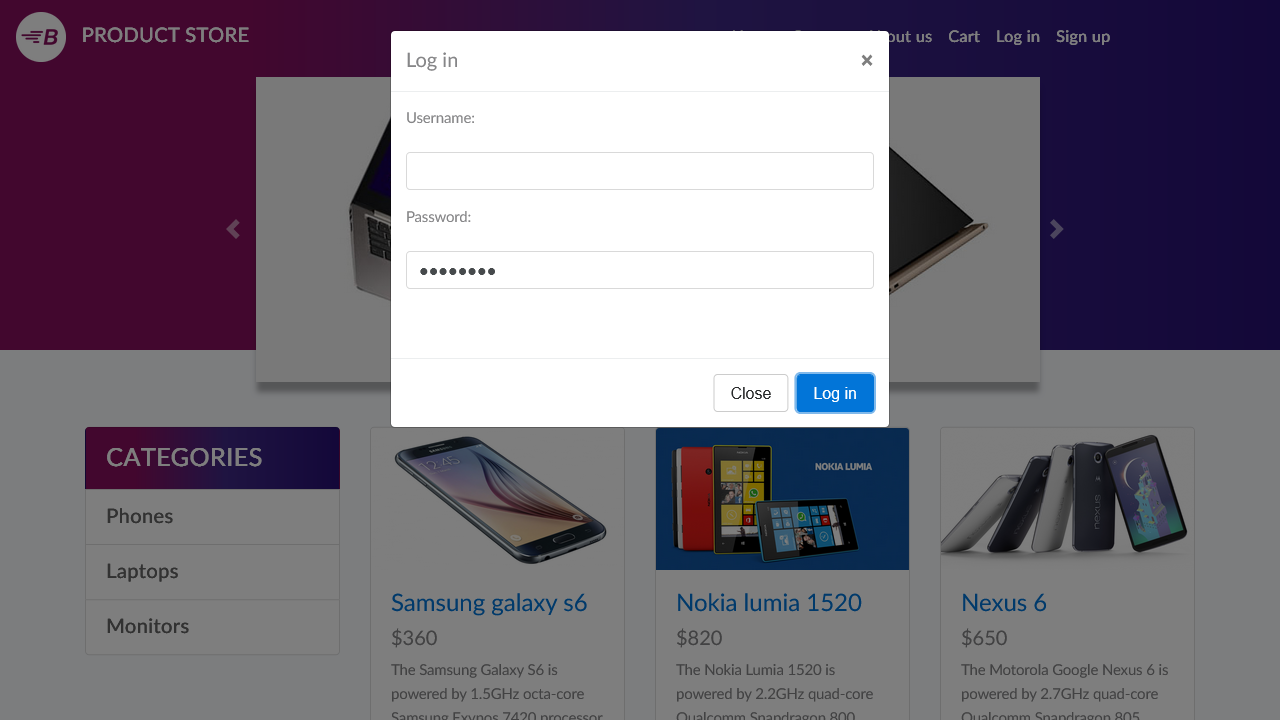 PRODUCT STORE
out us
Cart
Log in
Sign up
Log in
×
Username:
Password:
Close
Log in
CATEGORIES
Phones
Laptops
Monitors
NOKIA LUMIA
nexus
Samsung galaxy s6
$360
The Samsung Galaxy S6 is
powered by 1.5GHz octa-core
Samsung Exynos 7420 processor
Nokia lumia 1520
$820
The Nokia Lumia 1520 is
powered by 2.2GHz quad-core
Qualcomm Snapdragon 800
Nexus 6
$650
The Motorola Google Nexus 6 is
powered by 2.7GHz quad-core
Qualcomm Snapdragon 805